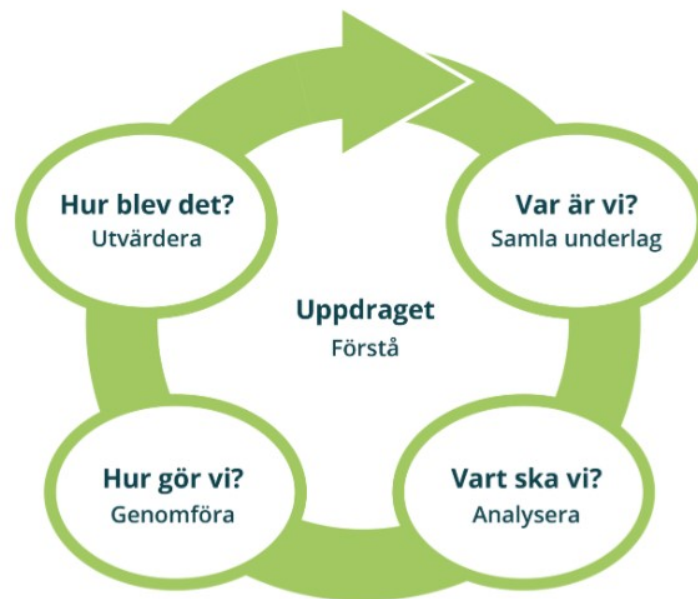 Hur blev det?
Utvärdera
Var är vi?
Samla underlag
Uppdraget
Förstå
Hur gör vi?
Genomföra
Vart ska vi?
Analysera